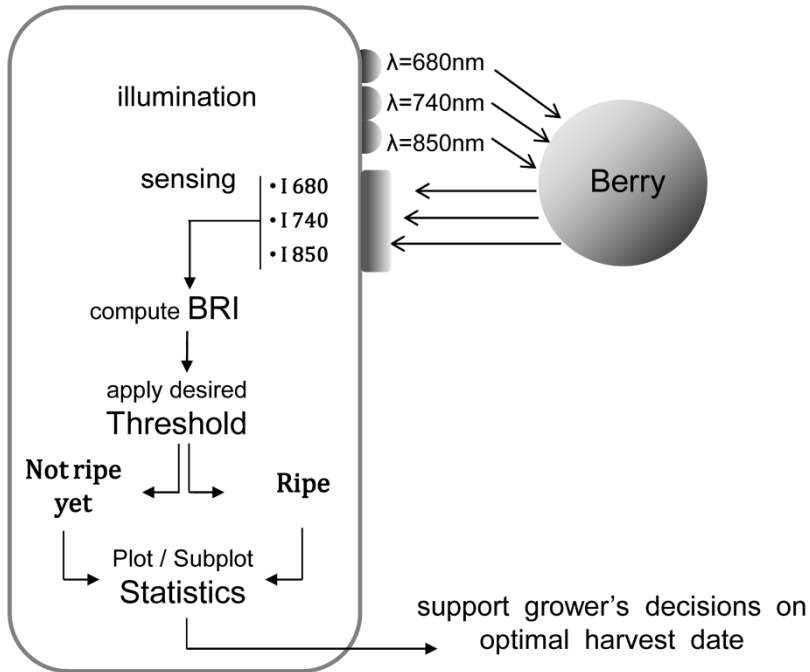 illumination
λ=680nm
λ=740nm
λ=850nm
Berry
sensing
•I 680
•I 740
•I 850
compute BRI
apply desired
Threshold
Not ripe
yet
Ripe
Plot / Subplot
Statistics
support grower's decisions on
optimal harvest date